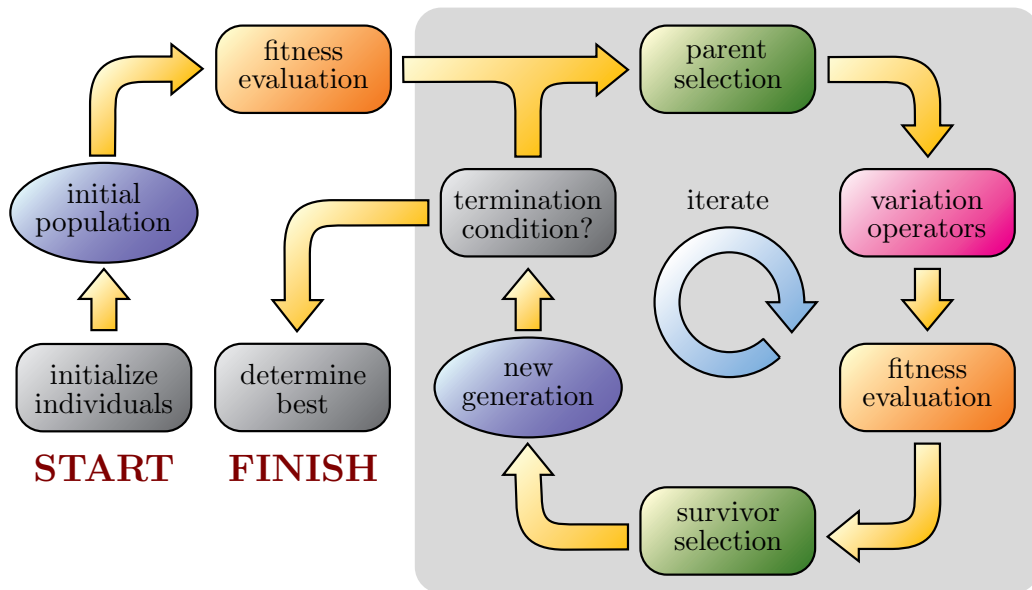 fitness
evaluation
parent
selection
initial
population
termination
condition?
iterate
variation
operators
initialize
individuals
determine
best
new
generation
fitness
evaluation
START
FINISH
survivor
selection